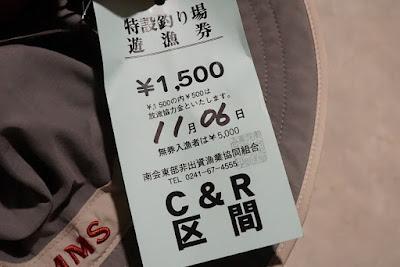 特設釣り場
遊漁券
¥1,500
¥1,500の内¥500は
放流協力金といたします。
11月06日
無券入漁者は¥5,000
南会東部非出資漁業協同組合
TEL 0241-67-4555
C&R
区間
MMS